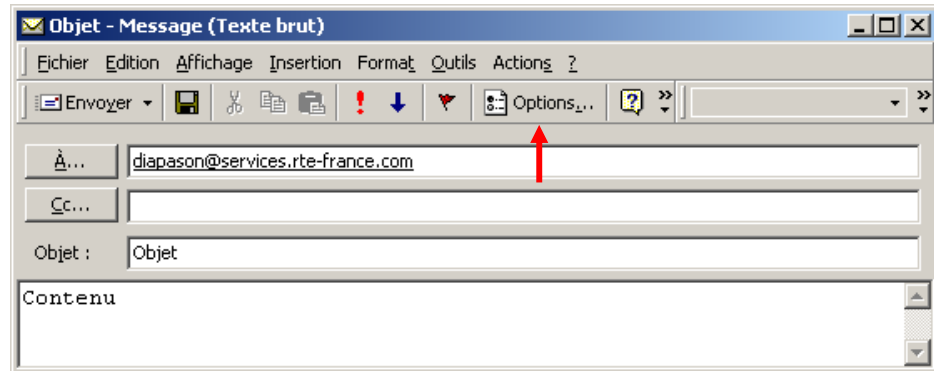 Objet - Message (Texte brut)
Fichier Edition Affichage Insertion Format Outils Actions ?
Envoyer Options...
À... diapason@services.rte-france.com
Cc...
Objet : Objet
Contenu